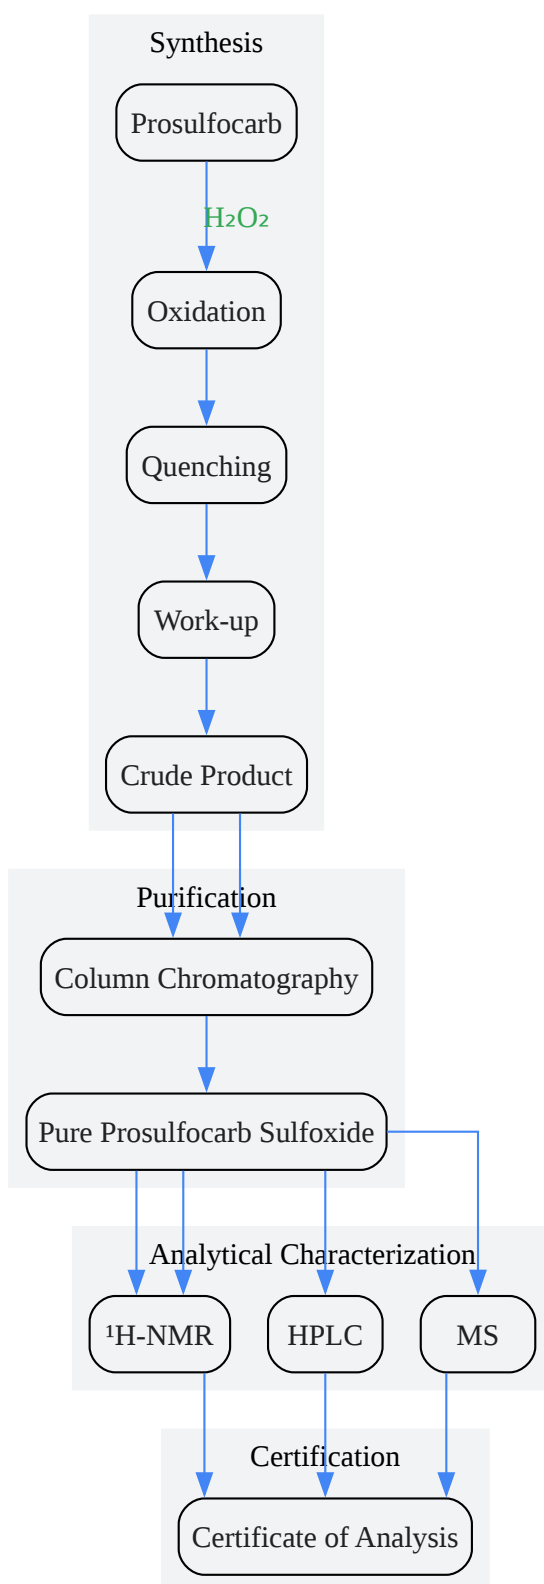 Synthesis
Prosulfocarb
H₂O₂
Oxidation
Quenching
Work-up
Crude Product
Purification
Column Chromatography
Pure Prosulfocarb Sulfoxide
Analytical Characterization
¹H-NMR
HPLC
MS
Certification
Certificate of Analysis